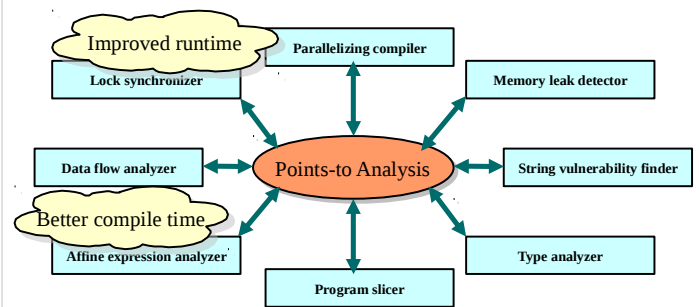 Improved runtime
Parallelizing compiler
Lock synchronizer
Memory leak detector
Data flow analyzer
Points-to Analysis
String vulnerability finder
Better compile time
Affine expression analyzer
Type analyzer
Program slicer